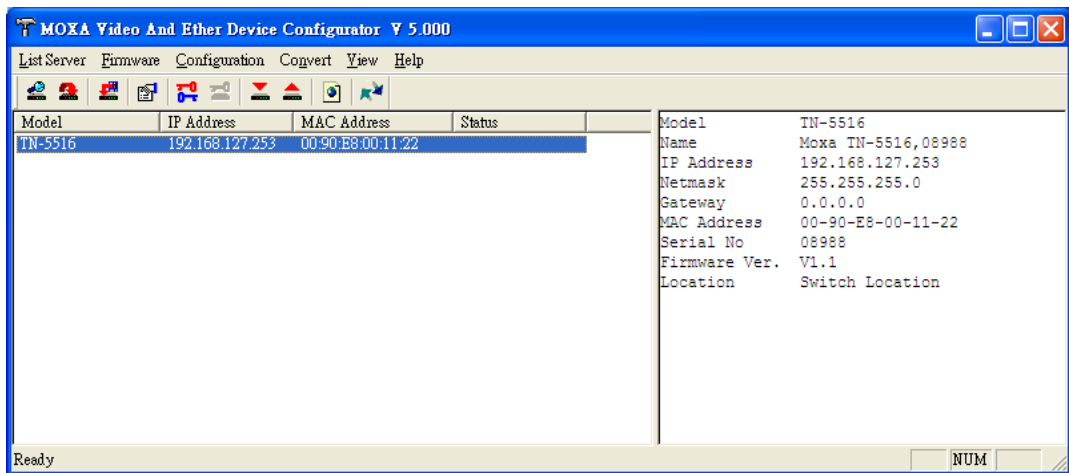 MOXA Video And Ether Device Configurator V 5.000
List Server Firmware Configuration Convert View Help
Model IP Address MAC Address Status
TN-5516 192.168.127.253 00:90:E8:00:11:22
Model TN-5516
Name Moxa TN-5516,08988
IP Address 192.168.127.253
Netmask 255.255.255.0
Gateway 0.0.0.0
MAC Address 00-90-E8-00-11-22
Serial No 08988
Firmware Ver. V1.1
Location Switch Location
Ready NUM